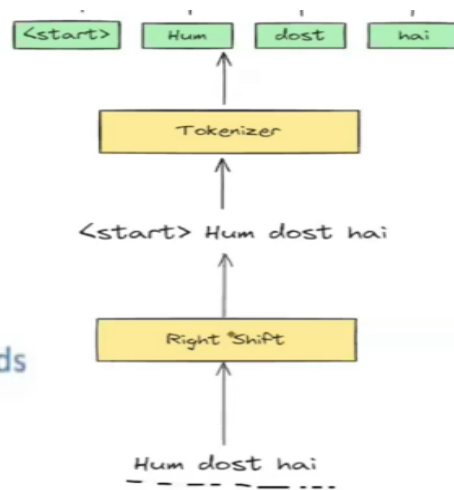 <start> Hum dost hai
Tokenizer
<start> Hum dost hai
Right Shift
ds
Hum dost hai